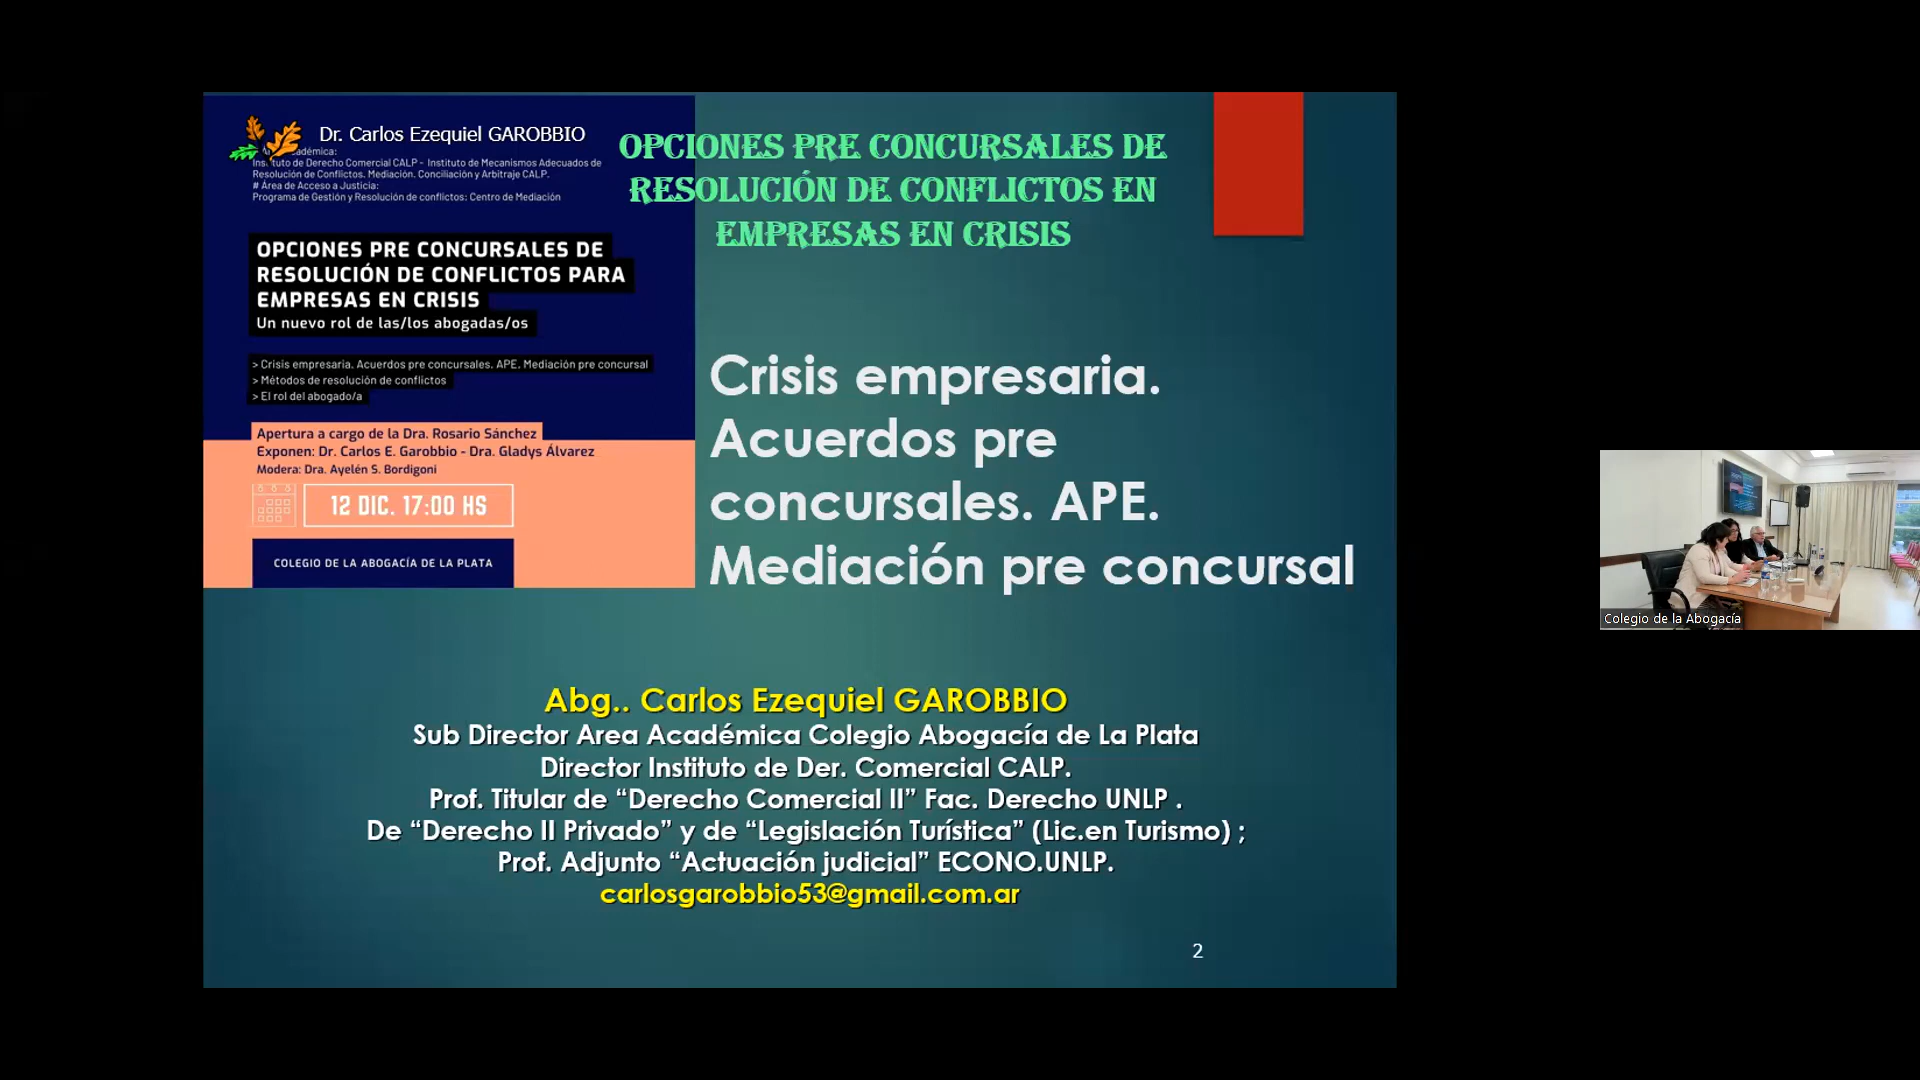 Dr. Carlos Ezequiel GAROBBIO
adémica:
Instituto de Derecho Comercial CALP - Instituto de Mecanismos Adecuados de
Resolución de Conflictos. Mediación. Conciliación y Arbitraje CALP.
# Área de Acceso a Justicia:
Programa de Gestión y Resolución de conflictos: Centro de Mediación
OPCIONES PRE CONCURSALES DE
RESOLUCIÓN DE CONFLICTOS PARA
EMPRESAS EN CRISIS
Un nuevo rol de las/los abogadas/os
> Crisis empresaria. Acuerdos pre concursales. APE. Mediación pre concursal
> Métodos de resolución de conflictos
> El rol del abogado/a
Apertura a cargo de la Dra. Rosario Sánchez
Exponen: Dr. Carlos E. Garobbio - Dra. Gladys Álvarez
Modera: Dra. Ayelén S. Bordigoni
12 DIC. 17:00 HS
COLEGIO DE LA ABOGACÍA DE LA PLATA
OPCIONES PRE CONCURSALES DE
RESOLUCIÓN DE CONFLICTOS EN
EMPRESAS EN CRISIS
Crisis empresaria.
Acuerdos pre
concursales. APE.
Mediación pre concursal
Abg.. Carlos Ezequiel GAROBBIO
Sub Director Area Académica Colegio Abogacía de La Plata
Director Instituto de Der. Comercial CALP.
Prof. Titular de “Derecho Comercial II” Fac. Derecho UNLP .
De “Derecho II Privado” y de “Legislación Turística” (Lic.en Turismo) ;
Prof. Adjunto “Actuación judicial” ECONO.UNLP.
carlosgarobbio53@gmail.com.ar
2
Colegio de la Abogacía